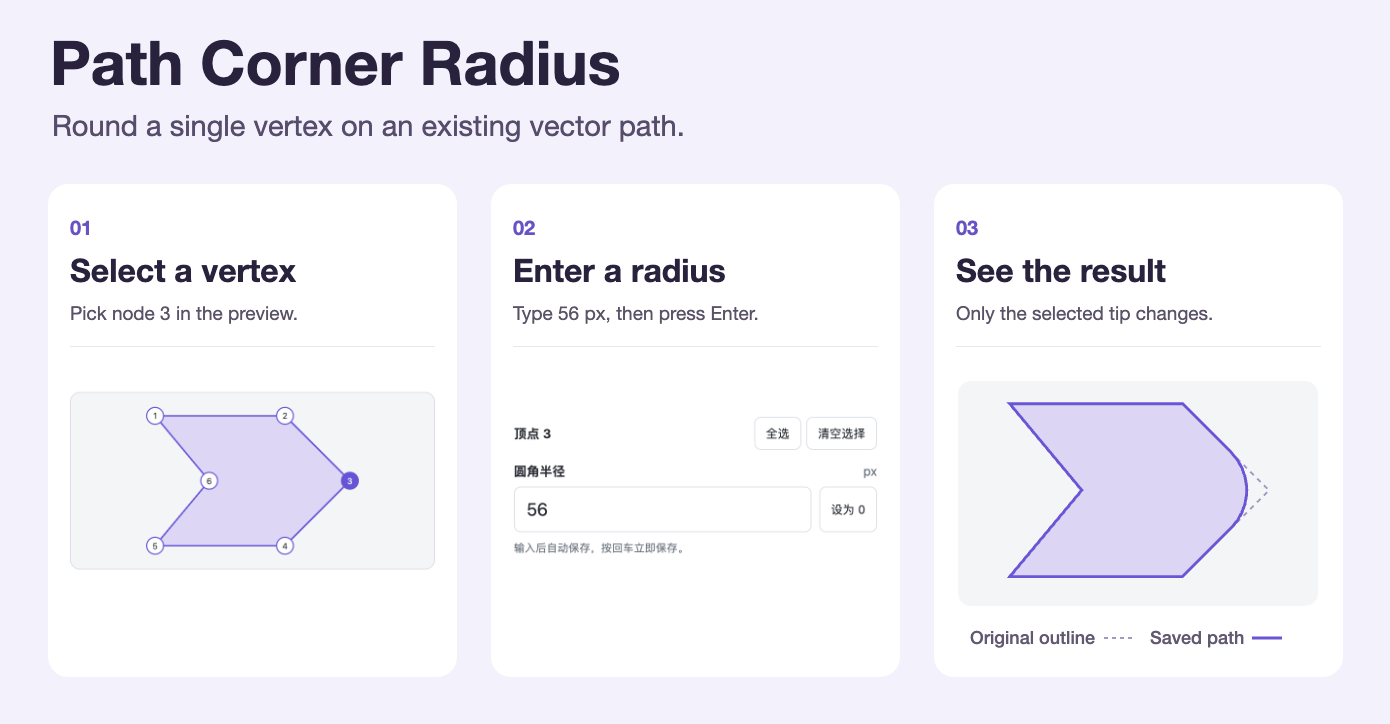 Path Corner Radius
Round a single vertex on an existing vector path.
01
Select a vertex
Pick node 3 in the preview.
1
2
6
3
5
4
02
Enter a radius
Type 56 px, then press Enter.
顶点 3 全选 清空选择
圆角半径 px
56 设为 0
输入后自动保存，按回车立即保存。
03
See the result
Only the selected tip changes.
Original outline Saved path